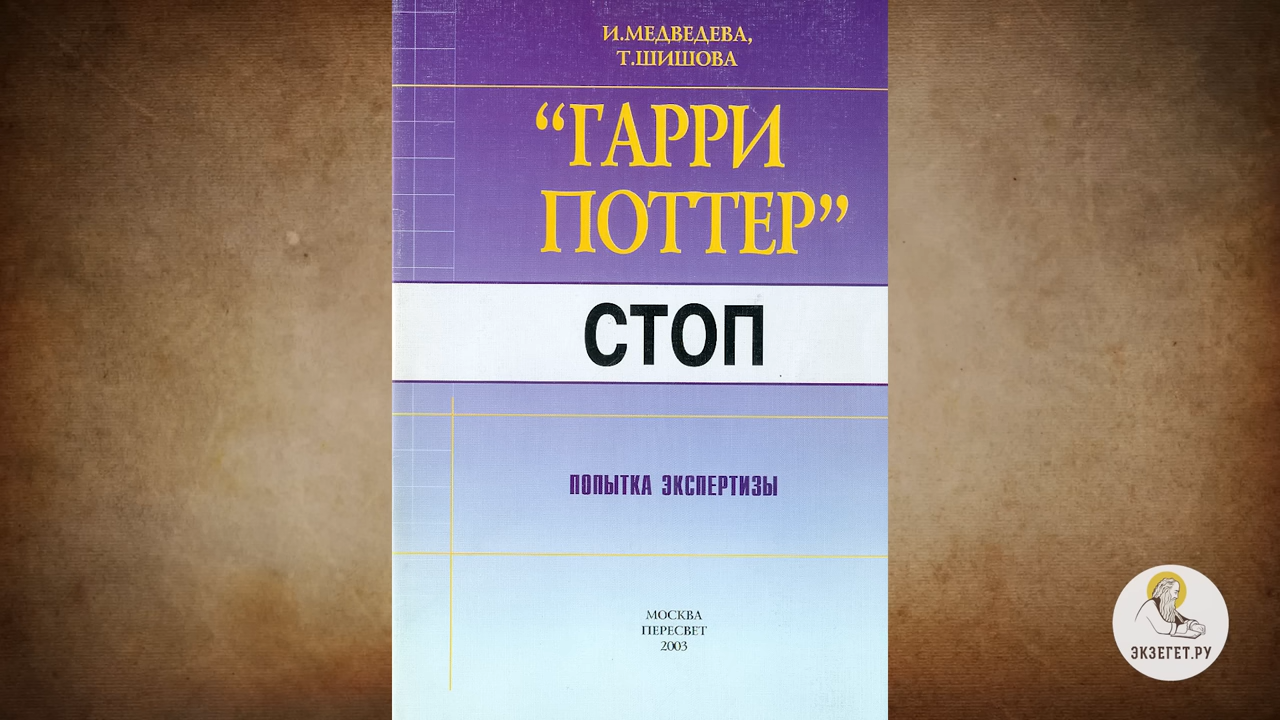 И.МЕДВЕДЕВА,
Т.ШИШОВА
“ГАРРИ
ПОТТЕР”
СТОП
ПОПЫТКА ЭКСПЕРТИЗЫ
МОСКВА
ПЕРЕСВЕТ
2003
ЭКЗЕГЕТ.РУ